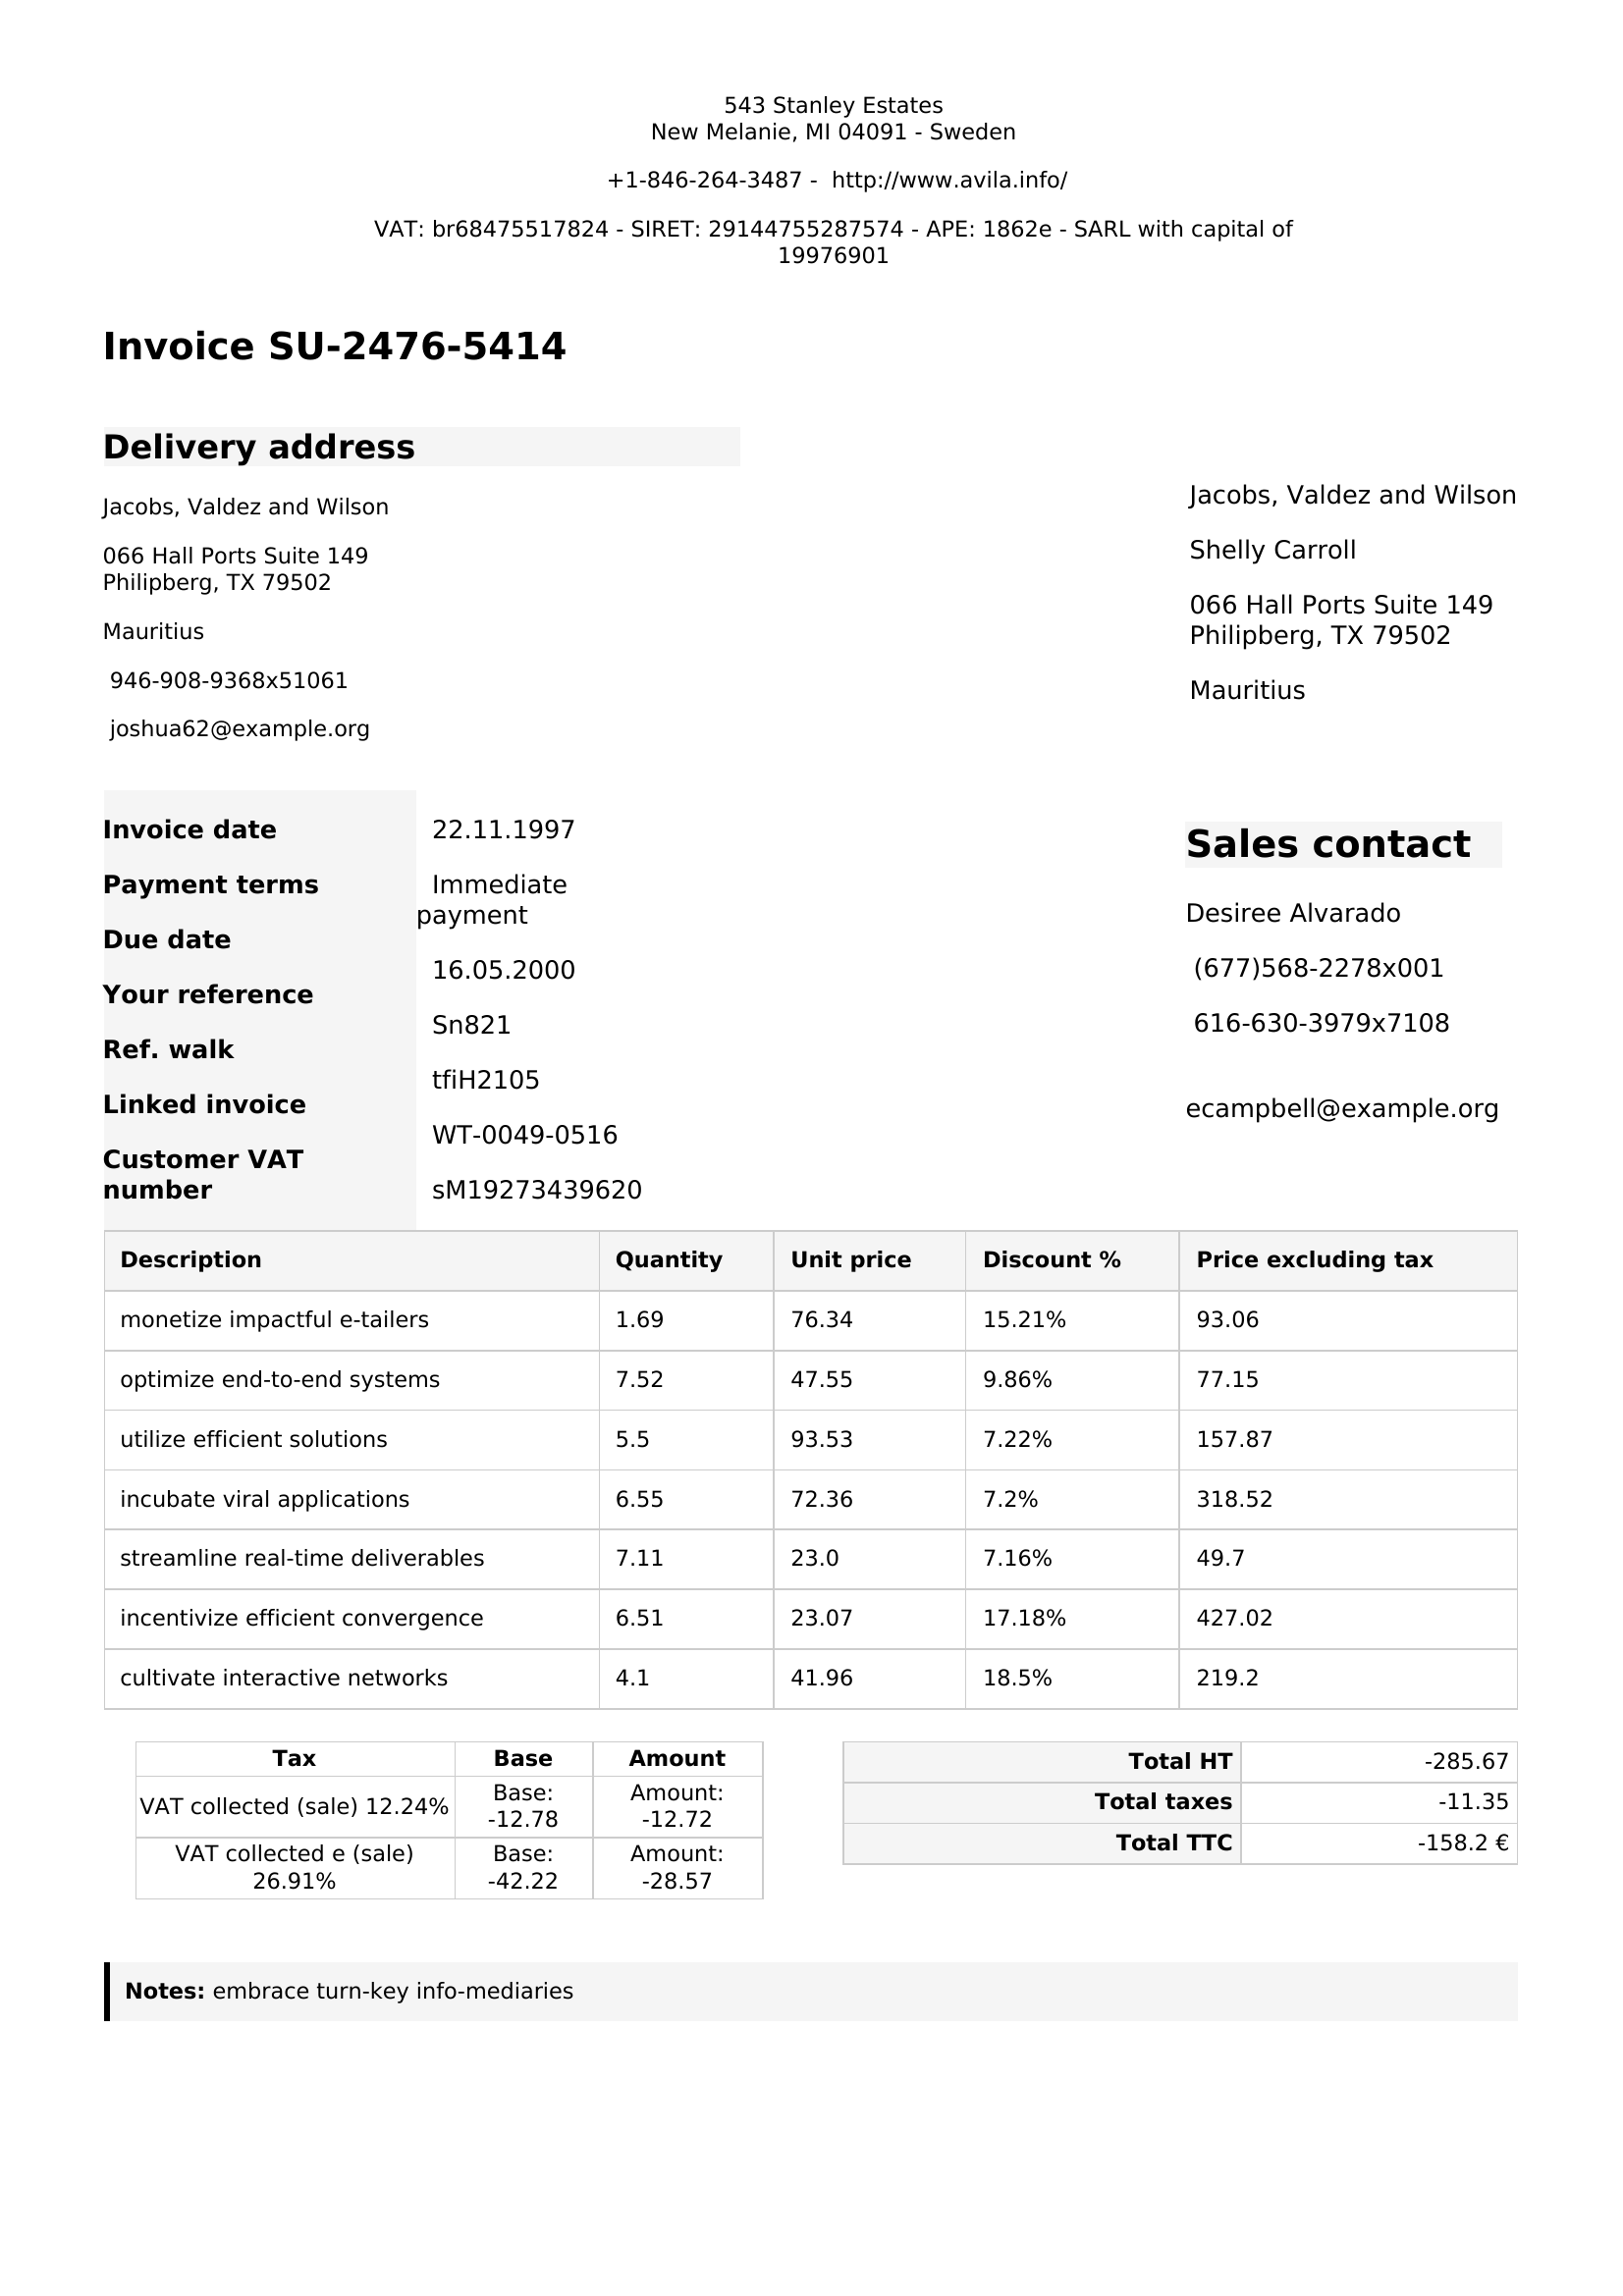 543 Stanley Estates
New Melanie, MI 04091 - Sweden
+1-846-264-3487 -  http://www.avila.info/
VAT: br68475517824 - SIRET: 29144755287574 - APE: 1862e - SARL with capital of
19976901
Invoice SU-2476-5414
Delivery address
Jacobs, Valdez and Wilson
066 Hall Ports Suite 149
Philipberg, TX 79502
Mauritius
946-908-9368x51061
joshua62@example.org
Jacobs, Valdez and Wilson
Shelly Carroll
066 Hall Ports Suite 149
Philipberg, TX 79502
Mauritius
Invoice date
Payment terms
Due date
Your reference
Ref. walk
Linked invoice
Customer VAT
number
22.11.1997
Immediate
payment
16.05.2000
Sn821
tfiH2105
WT-0049-0516
sM19273439620
Sales contact
Desiree Alvarado
(677)568-2278x001
616-630-3979x7108
ecampbell@example.org
Description Quantity Unit price Discount % Price excluding tax
monetize impactful e-tailers 1.69 76.34 15.21% 93.06
optimize end-to-end systems 7.52 47.55 9.86% 77.15
utilize efficient solutions 5.5 93.53 7.22% 157.87
incubate viral applications 6.55 72.36 7.2% 318.52
streamline real-time deliverables 7.11 23.0 7.16% 49.7
incentivize efficient convergence 6.51 23.07 17.18% 427.02
cultivate interactive networks 4.1 41.96 18.5% 219.2
Tax Base Amount
VAT collected (sale) 12.24% Base: -12.78 Amount: -12.72
VAT collected e (sale) 26.91% Base: -42.22 Amount: -28.57
Total HT -285.67
Total taxes -11.35
Total TTC -158.2 €
Notes: embrace turn-key info-mediaries